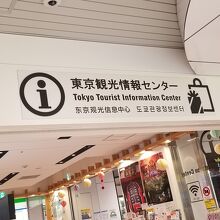 東京観光情報センター
Tokyo Tourist Information Center
东京观光信息中心 도쿄관광정보센터